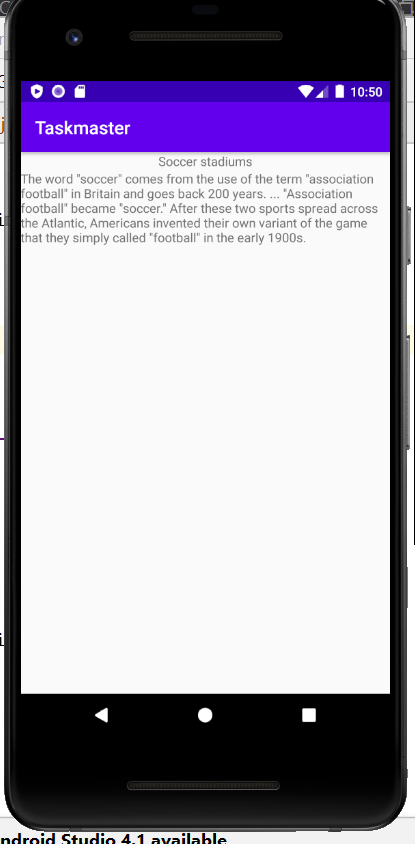 10:50
Taskmaster
Soccer stadiums
The word "soccer" comes from the use of the term "association
football" in Britain and goes back 200 years. ... "Association
football" became "soccer." After these two sports spread across
the Atlantic, Americans invented their own variant of the game
that they simply called "football" in the early 1900s.
ndroid Studio 4.1 available